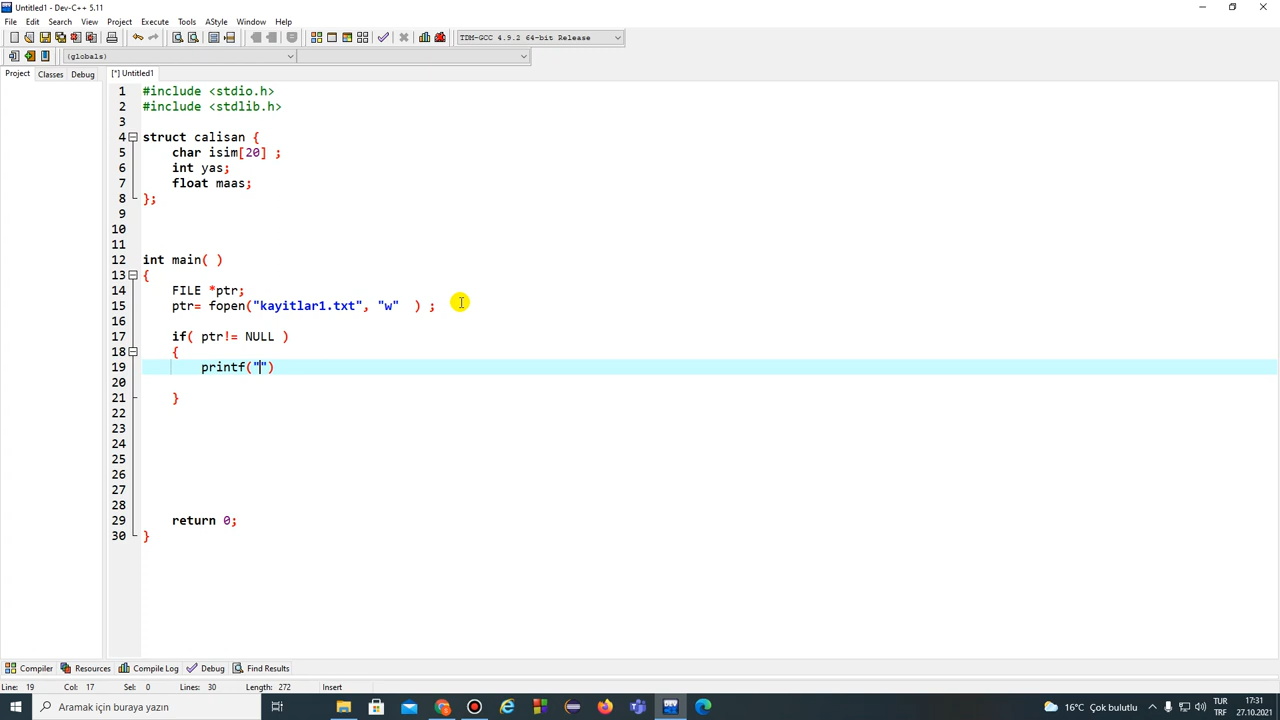 Untitled1 - Dev-C++ 5.11
File Edit Search View Project Execute Tools AStyle Window Help
TDM-GCC 4.9.2 64-bit Release
(globals)
Project Classes Debug [*] Untitled1
1 #include <stdio.h>
2 #include <stdlib.h>
3
4 struct calisan {
5 char isim[20] ;
6 int yas;
7 float maas;
8 };
9
10
11
12 int main( )
13 {
14 FILE *ptr;
15 ptr= fopen("kayitlar1.txt", "w" ) ;
16
17 if( ptr!= NULL )
18 {
19 printf("")
20
21 }
22
23
24
25
26
27
28
29 return 0;
30 }
Compiler Resources Compile Log Debug Find Results
Line: 19 Col: 17 Sel: 0 Lines: 30 Length: 272 Insert
Aramak için buraya yazın
DEV
16°C Çok bulutlu
TUR 17:31
TRF 27.10.2021